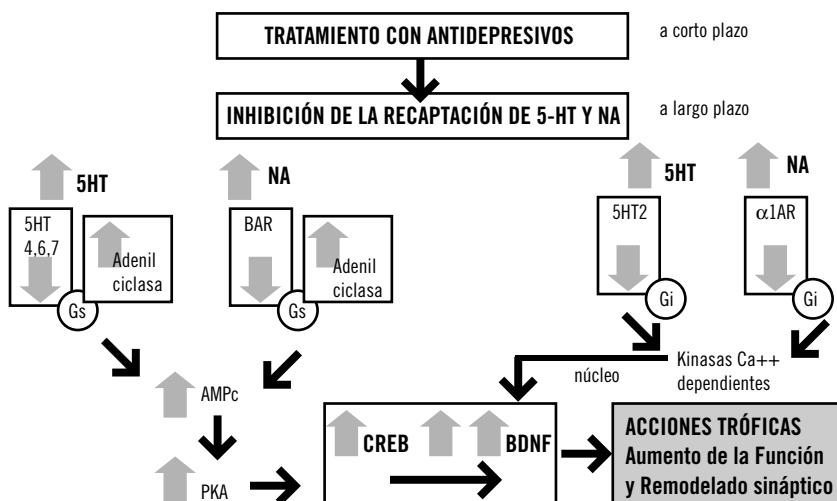 TRATAMIENTO CON ANTIDEPRESIVOS
a corto plazo
INHIBICIÓN DE LA RECAPTACIÓN DE 5-HT Y NA
a largo plazo
5HT
NA
5HT
NA
5HT
4,6,7
Adenil
ciclasa
Gs
BAR
Adenil
ciclasa
Gs
5HT2
Gi
α1AR
Gi
Kinasas Ca++
dependientes
núcleo
AMPc
PKA
CREB
BDNF
ACCIONES TRÓFICAS
Aumento de la Función
y Remodelado sináptico